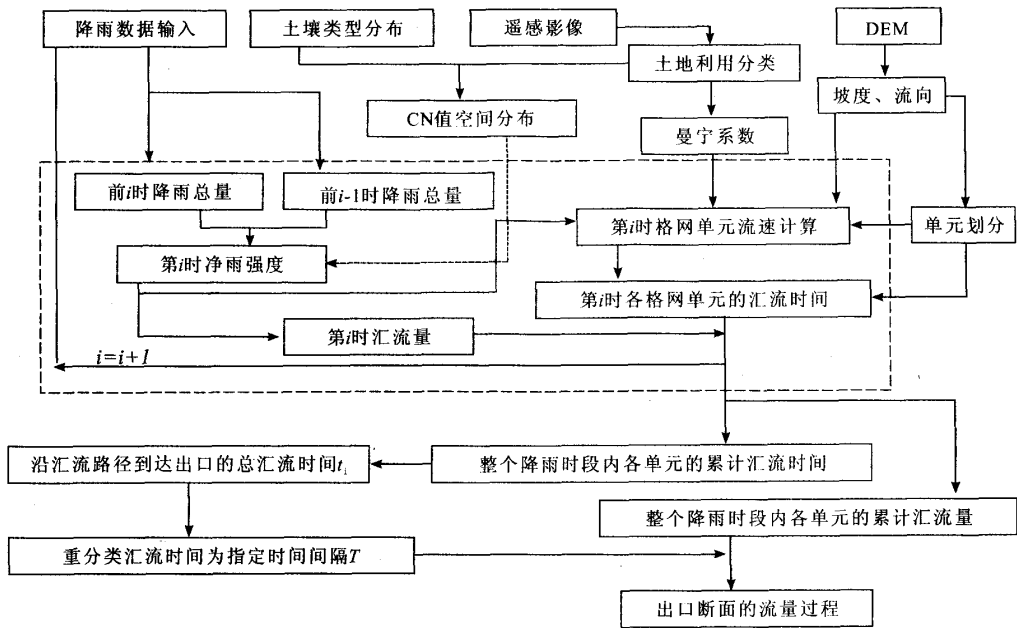 降雨数据输入
土壤类型分布
遥感影像
DEM
土地利用分类
坡度、流向
CN值空间分布
曼宁系数
前i时降雨总量
前i-1时降雨总量
第i时格网单元流速计算
单元划分
第i时净雨强度
第i时各格网单元的汇流时间
第i时汇流量
i=i+1
沿汇流路径到达出口的总汇流时间ti
整个降雨时段内各单元的累计汇流时间
整个降雨时段内各单元的累计汇流量
重分类汇流时间为指定时间间隔T
出口断面的流量过程